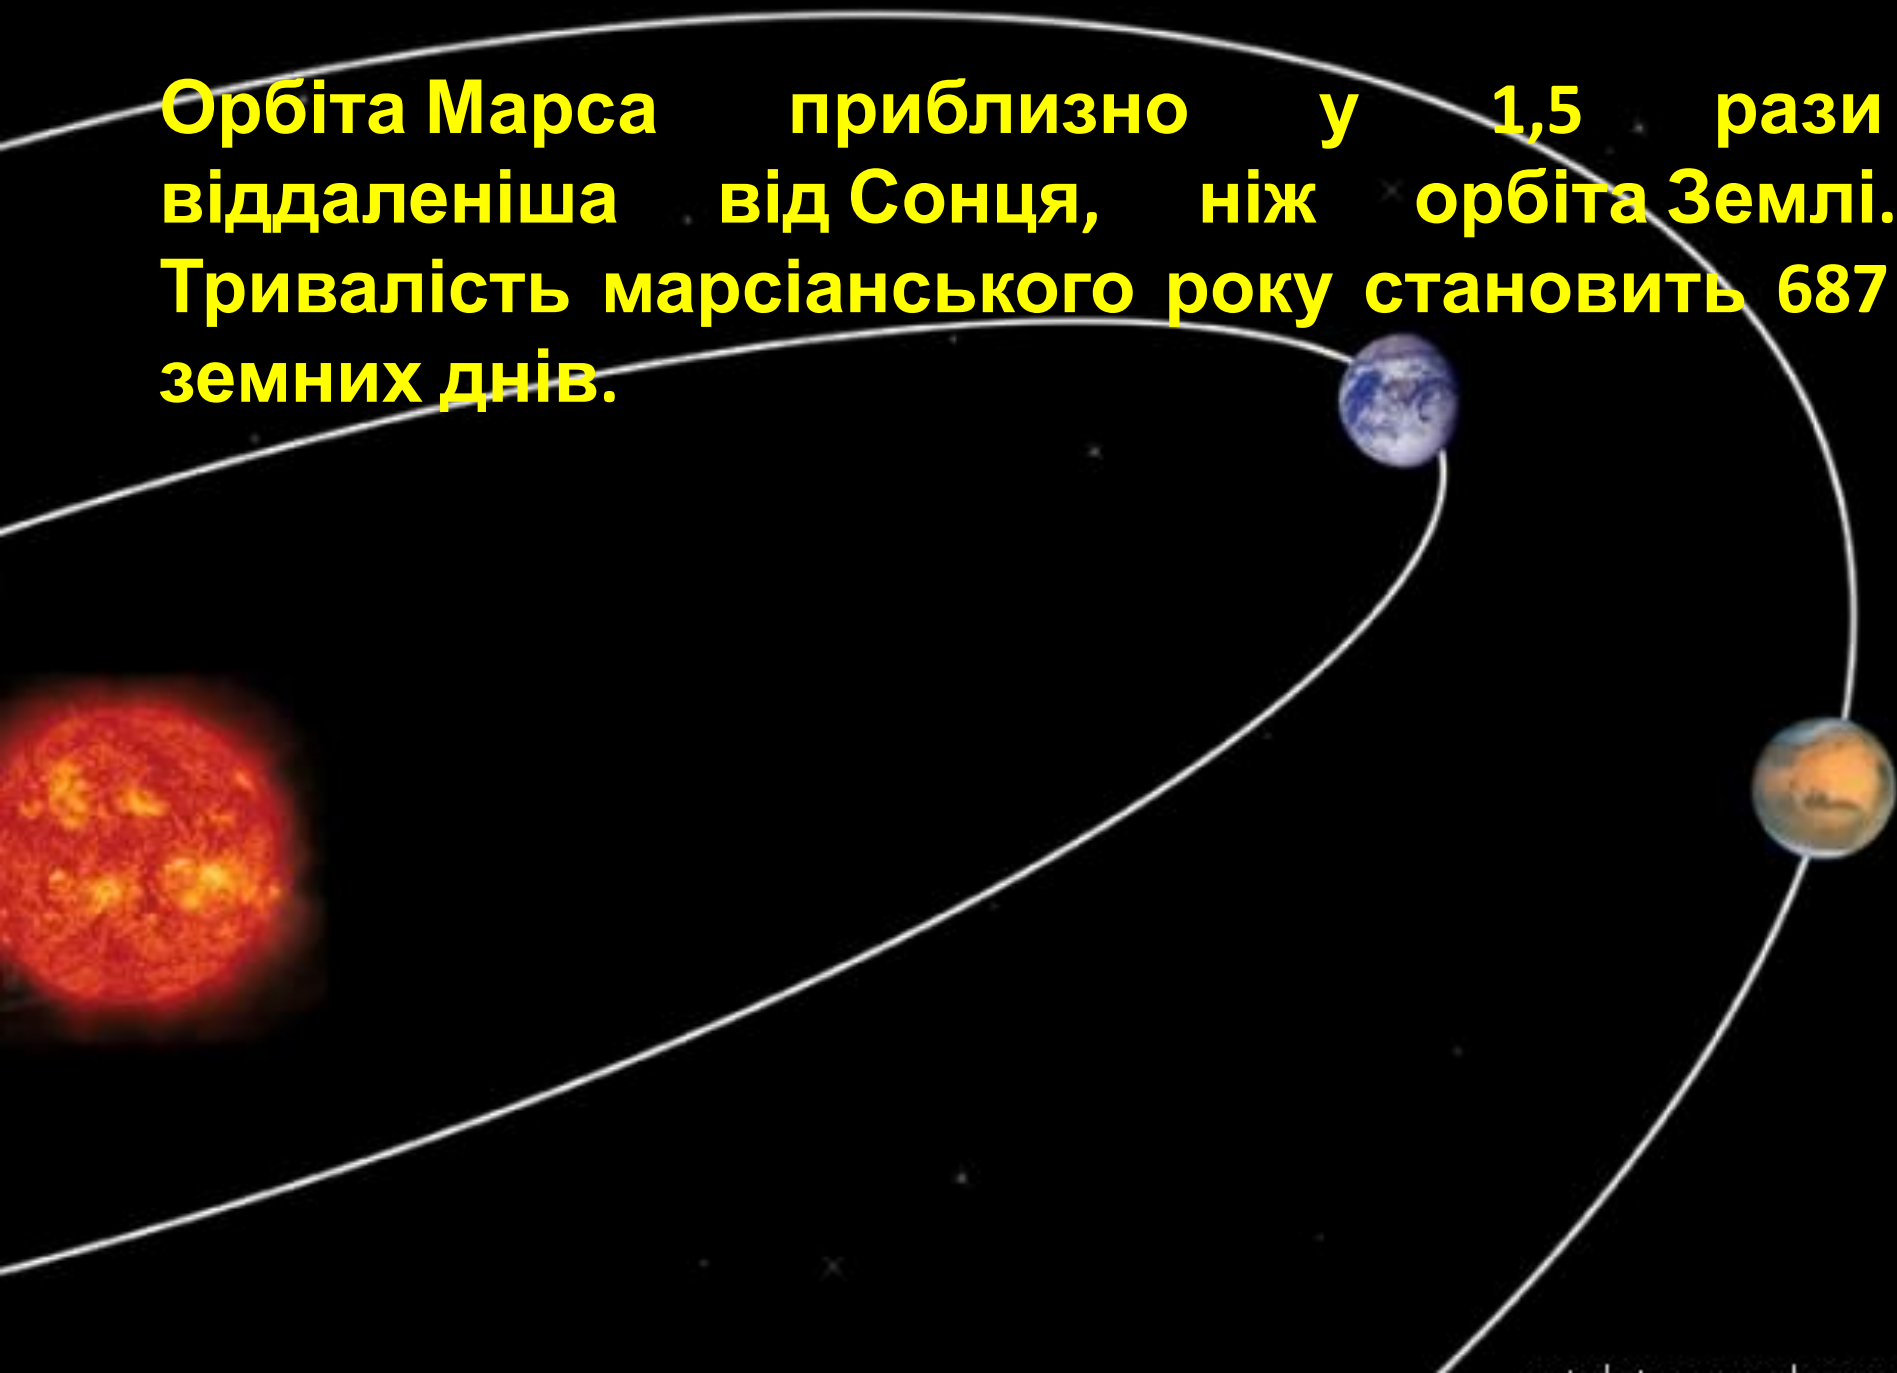 Орбіта Марса приблизно у 1,5 рази
віддаленіша від Сонця, ніж орбіта Землі.
Тривалість марсіанського року становить 687
земних днів.